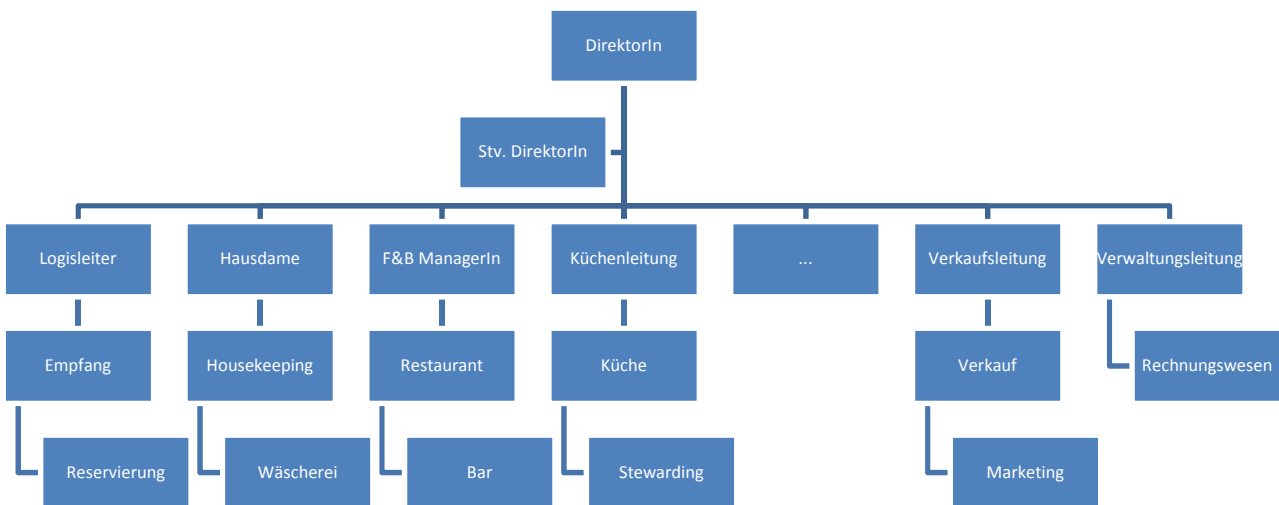 DirektorIn
Stv. DirektorIn
Logisleiter
Hausdame
F&B ManagerIn
Küchenleitung
...
Verkaufsleitung
Verwaltungsleitung
Empfang
Housekeeping
Restaurant
Küche
Verkauf
Rechnungswesen
Reservierung
Wäscherei
Bar
Stewarding
Marketing